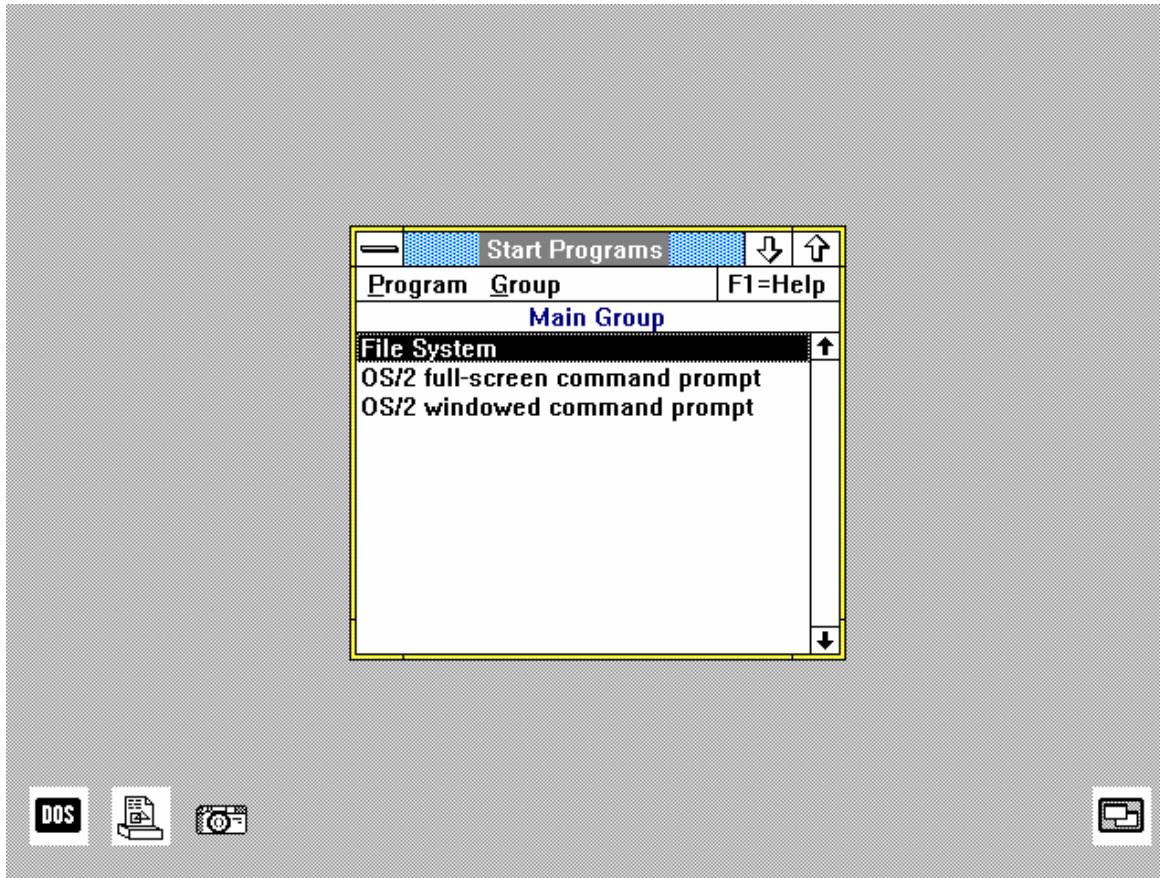 Start Programs
Program Group F1=Help
Main Group
File System
OS/2 full-screen command prompt
OS/2 windowed command prompt
DOS